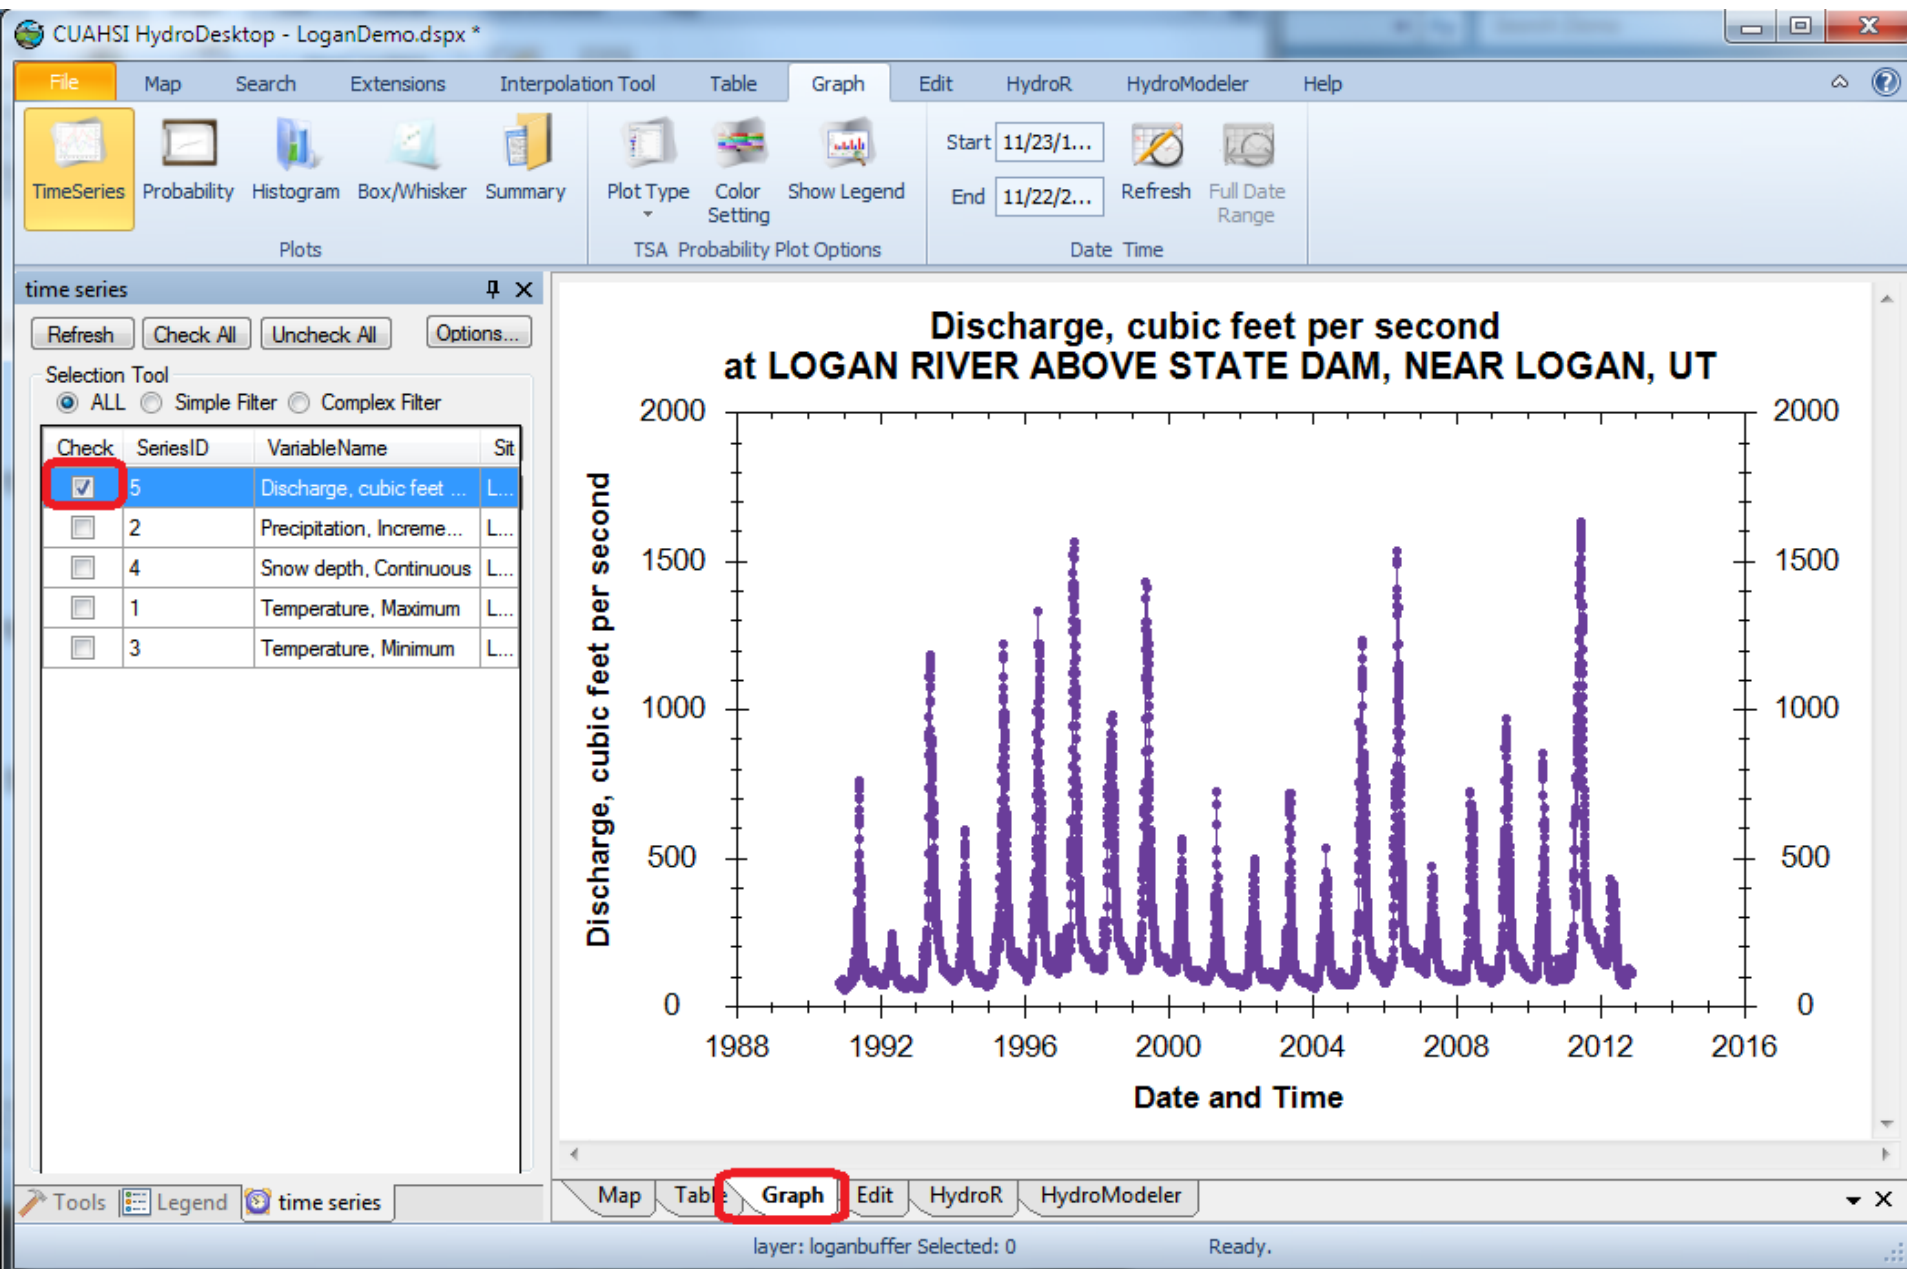 CUAHSI HydroDesktop - LoganDemo.dspx *
File Map Search Extensions Interpolation Tool Table Graph Edit HydroR HydroModeler Help
TimeSeries Probability Histogram Box/Whisker Summary
Plots
Plot Type Color Setting Show Legend
TSA Probability Plot Options
Start 11/23/1...
End 11/22/2...
Refresh Full Date Range
Date Time
time series
Refresh Check All Uncheck All Options...
Selection Tool
ALL Simple Filter Complex Filter
Check SeriesID VariableName Sit
5 Discharge, cubic feet ... L...
2 Precipitation, Increme... L...
4 Snow depth, Continuous L...
1 Temperature, Maximum L...
3 Temperature, Minimum L...
Tools Legend time series
Discharge, cubic feet per second
at LOGAN RIVER ABOVE STATE DAM, NEAR LOGAN, UT
Discharge, cubic feet per second
2000 2000
1500 1500
1000 1000
500 500
0 0
1988 1992 1996 2000 2004 2008 2012 2016
Date and Time
Map Table Graph Edit HydroR HydroModeler
layer: loganbuffer Selected: 0 Ready.